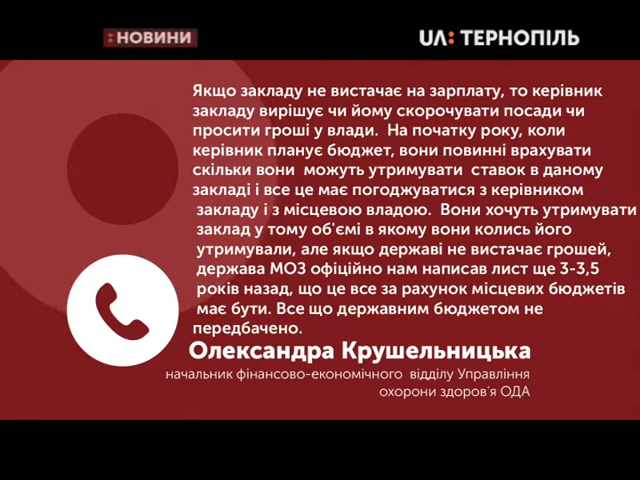 :НОВИНИ
UA: ТЕРНОПІЛЬ
Якщо закладу не вистачає на зарплату, то керівник
закладу вирішує чи йому скорочувати посади чи
просити гроші у влади. На початку року, коли
керівник планує бюджет, вони повинні врахувати
скільки вони можуть утримувати ставок в даному
закладі і все це має погоджуватися з керівником
закладу і з місцевою владою. Вони хочуть утримувати
заклад у тому об'ємі в якому вони колись його
утримували, але якщо державі не вистачає грошей,
держава МОЗ офіційно нам написав лист ще 3-3,5
років назад, що це все за рахунок місцевих бюджетів
має бути. Все що державним бюджетом не
передбачено.
Олександра Крушельницька
начальник фінансово-економічного відділу Управління
охорони здоров'я ОДА